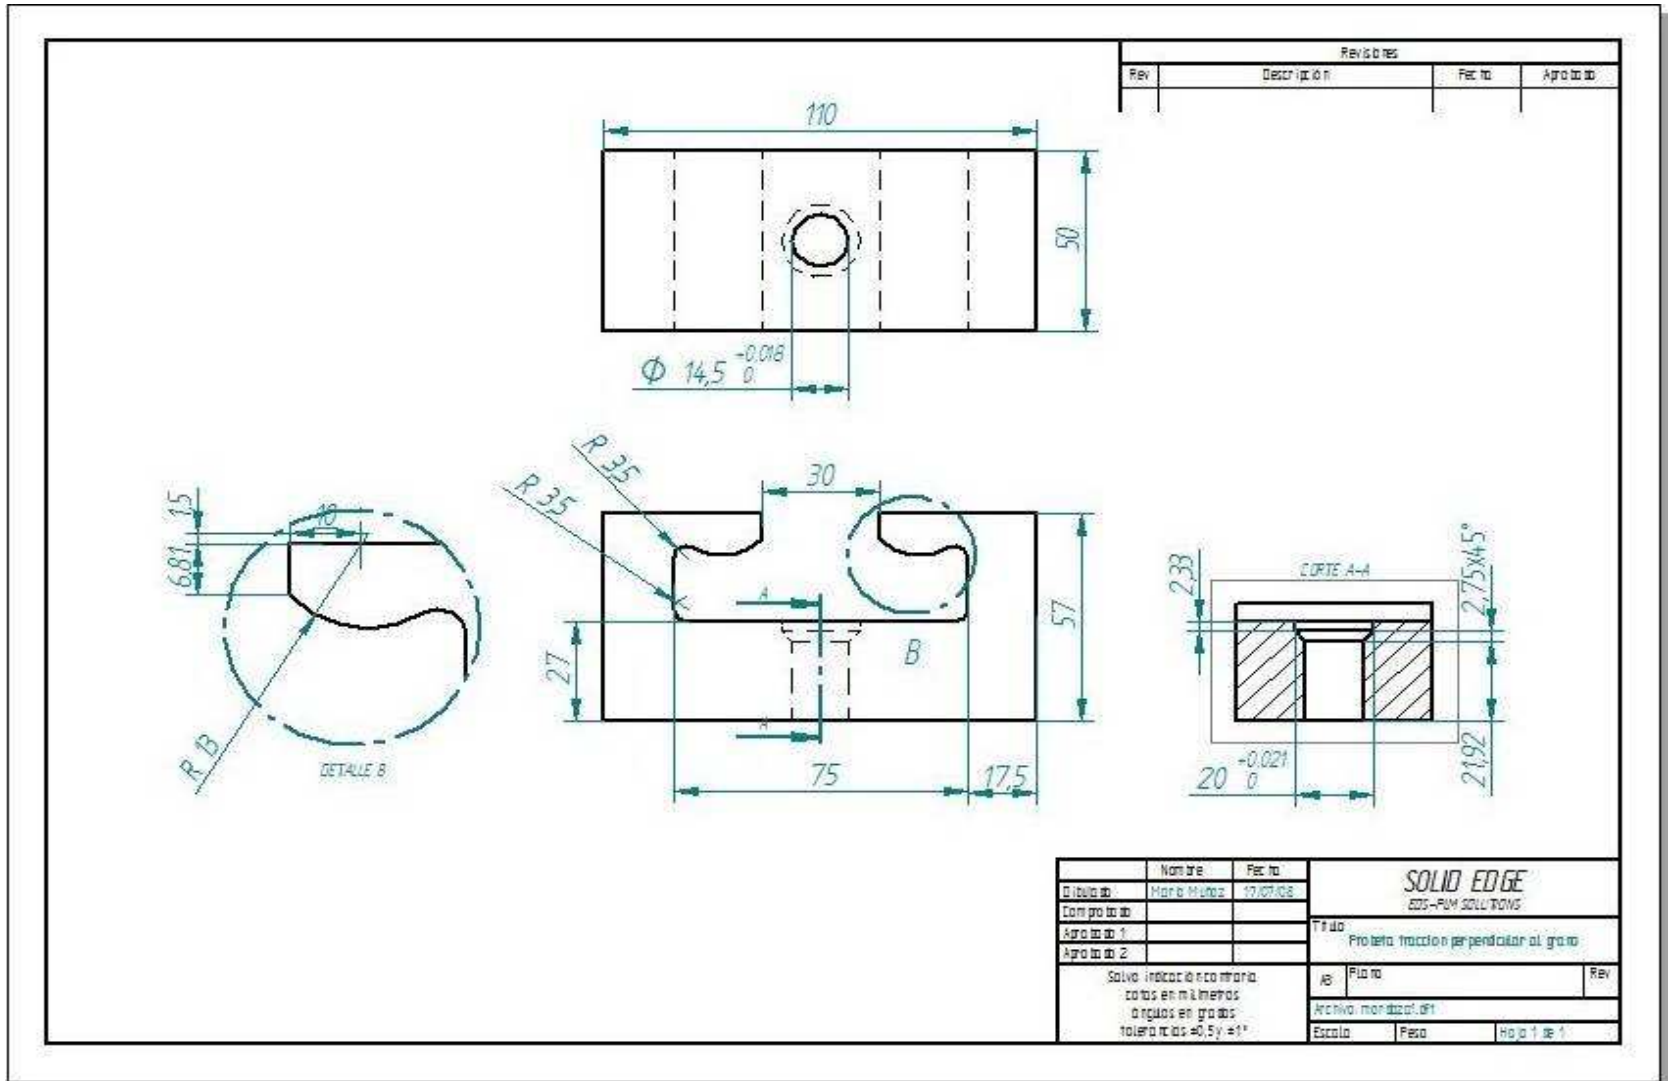 Revisiones
Rev Descripción Fecha Aprobado
110
50
Φ 14,5 +0,018 0
R 3,5
R 3,5
30
1,5
10
6,81
R 13
DETALLE B
A
A
B
27
57
75
17,5
CORTE A-A
2,33
2,75x45°
21,92
20 +0,021 0
Nombre Fecha
Dibujado María Muñoz 17/07/08
Comprobado
Aprobado 1
Aprobado 2
Salvo indicación contraria
cotas en milímetros
ángulos en grados
tolerancias ±0,5 y ±1°
SOLID EDGE
EDS-PLM SOLUTIONS
Título
Probeta tracción perpendicular al grano
A3 Plano Rev
Archivo: mordaza1.dft
Escala Peso Hoja 1 de 1